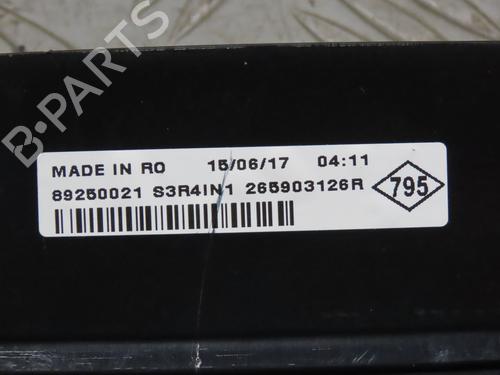 B-PARTS
MADE IN RO 15/06/17 04:11
89250021 S3R4IN1 265903126R
795